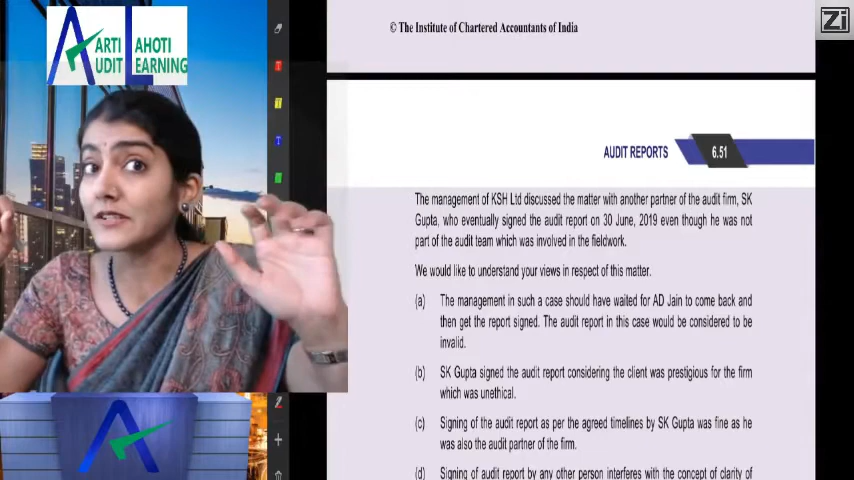 ARTI LAHOTI
AUDIT LEARNING
Zi
© The Institute of Chartered Accountants of India
AUDIT REPORTS 6.51
The management of KSH Ltd discussed the matter with another partner of the audit firm, SK
Gupta, who eventually signed the audit report on 30 June, 2019 even though he was not
part of the audit team which was involved in the fieldwork.
We would like to understand your views in respect of this matter.
(a) The management in such a case should have waited for AD Jain to come back and
then get the report signed. The audit report in this case would be considered to be
invalid.
(b) SK Gupta signed the audit report considering the client was prestigious for the firm
which was unethical.
(c) Signing of the audit report as per the agreed timelines by SK Gupta was fine as he
was also the audit partner of the firm.
(d) Signing of audit report by any other person interferes with the concept of clarity of